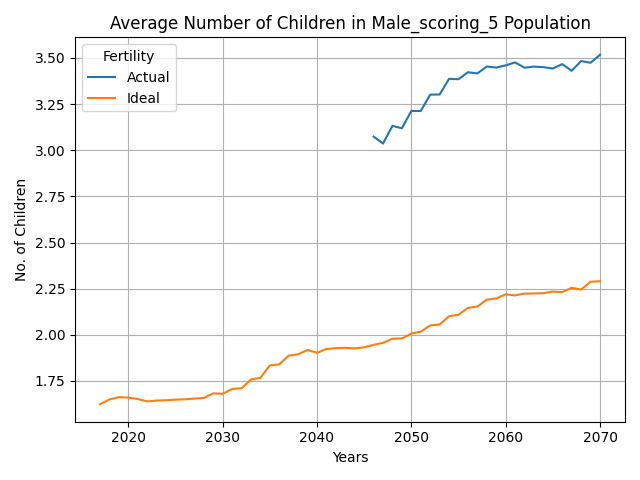 Average Number of Children in Male_scoring_5 Population
Fertility
Actual
Ideal
No. of Children
3.50
3.25
3.00
2.75
2.50
2.25
2.00
1.75
2020 2030 2040 2050 2060 2070
Years